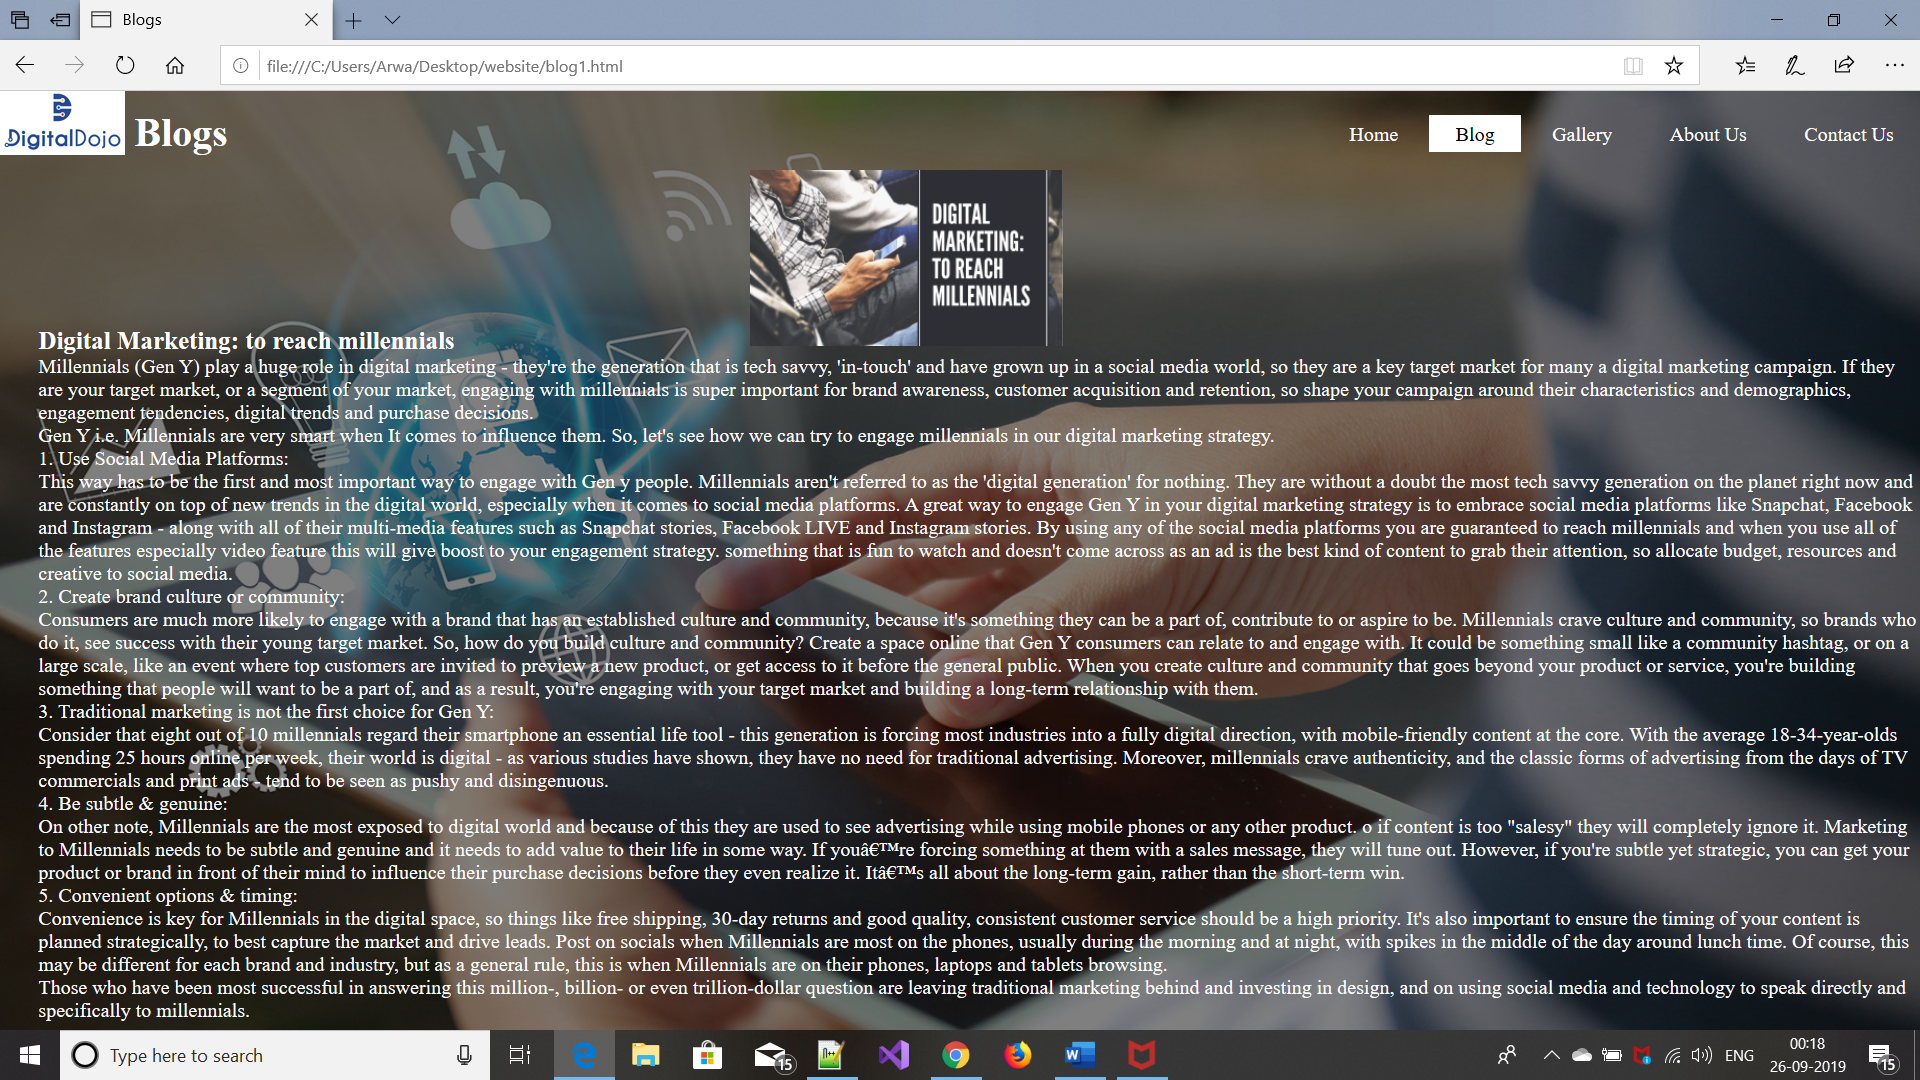 Blogs
file:///C:/Users/Arwa/Desktop/website/blog1.html
DigitalDojo
Blogs
Home
Blog
Gallery
About Us
Contact Us
DIGITAL
MARKETING:
TO REACH
MILLENNIALS
Digital Marketing: to reach millennials
Millennials (Gen Y) play a huge role in digital marketing - they're the generation that is tech savvy, 'in-touch' and have grown up in a social media world, so they are a key target market for many a digital marketing campaign. If they
are your target market, or a segment of your market, engaging with millennials is super important for brand awareness, customer acquisition and retention, so shape your campaign around their characteristics and demographics,
engagement tendencies, digital trends and purchase decisions.
Gen Y i.e. Millennials are very smart when It comes to influence them. So, let's see how we can try to engage millennials in our digital marketing strategy.
1. Use Social Media Platforms:
This way has to be the first and most important way to engage with Gen y people. Millennials aren't referred to as the 'digital generation' for nothing. They are without a doubt the most tech savvy generation on the planet right now and
are constantly on top of new trends in the digital world, especially when it comes to social media platforms. A great way to engage Gen Y in your digital marketing strategy is to embrace social media platforms like Snapchat, Facebook
and Instagram - along with all of their multi-media features such as Snapchat stories, Facebook LIVE and Instagram stories. By using any of the social media platforms you are guaranteed to reach millennials and when you use all of
the features especially video feature this will give boost to your engagement strategy. something that is fun to watch and doesn't come across as an ad is the best kind of content to grab their attention, so allocate budget, resources and
creative to social media.
2. Create brand culture or community:
Consumers are much more likely to engage with a brand that has an established culture and community, because it's something they can be a part of, contribute to or aspire to be. Millennials crave culture and community, so brands who
do it, see success with their young target market. So, how do you build culture and community? Create a space online that Gen Y consumers can relate to and engage with. It could be something small like a community hashtag, or on a
large scale, like an event where top customers are invited to preview a new product, or get access to it before the general public. When you create culture and community that goes beyond your product or service, you're building
something that people will want to be a part of, and as a result, you're engaging with your target market and building a long-term relationship with them.
3. Traditional marketing is not the first choice for Gen Y:
Consider that eight out of 10 millennials regard their smartphone an essential life tool - this generation is forcing most industries into a fully digital direction, with mobile-friendly content at the core. With the average 18-34-year-olds
spending 25 hours online per week, their world is digital - as various studies have shown, they have no need for traditional advertising. Moreover, millennials crave authenticity, and the classic forms of advertising from the days of TV
commercials and print ads - tend to be seen as pushy and disingenuous.
4. Be subtle & genuine:
On other note, Millennials are the most exposed to digital world and because of this they are used to see advertising while using mobile phones or any other product. o if content is too "salesy" they will completely ignore it. Marketing
to Millennials needs to be subtle and genuine and it needs to add value to their life in some way. If youâ€™re forcing something at them with a sales message, they will tune out. However, if you're subtle yet strategic, you can get your
product or brand in front of their mind to influence their purchase decisions before they even realize it. Itâ€™s all about the long-term gain, rather than the short-term win.
5. Convenient options & timing:
Convenience is key for Millennials in the digital space, so things like free shipping, 30-day returns and good quality, consistent customer service should be a high priority. It's also important to ensure the timing of your content is
planned strategically, to best capture the market and drive leads. Post on socials when Millennials are most on the phones, usually during the morning and at night, with spikes in the middle of the day around lunch time. Of course, this
may be different for each brand and industry, but as a general rule, this is when Millennials are on their phones, laptops and tablets browsing.
Those who have been most successful in answering this million-, billion- or even trillion-dollar question are leaving traditional marketing behind and investing in design, and on using social media and technology to speak directly and
specifically to millennials.
Type here to search
15
ENG
00:18
26-09-2019
15